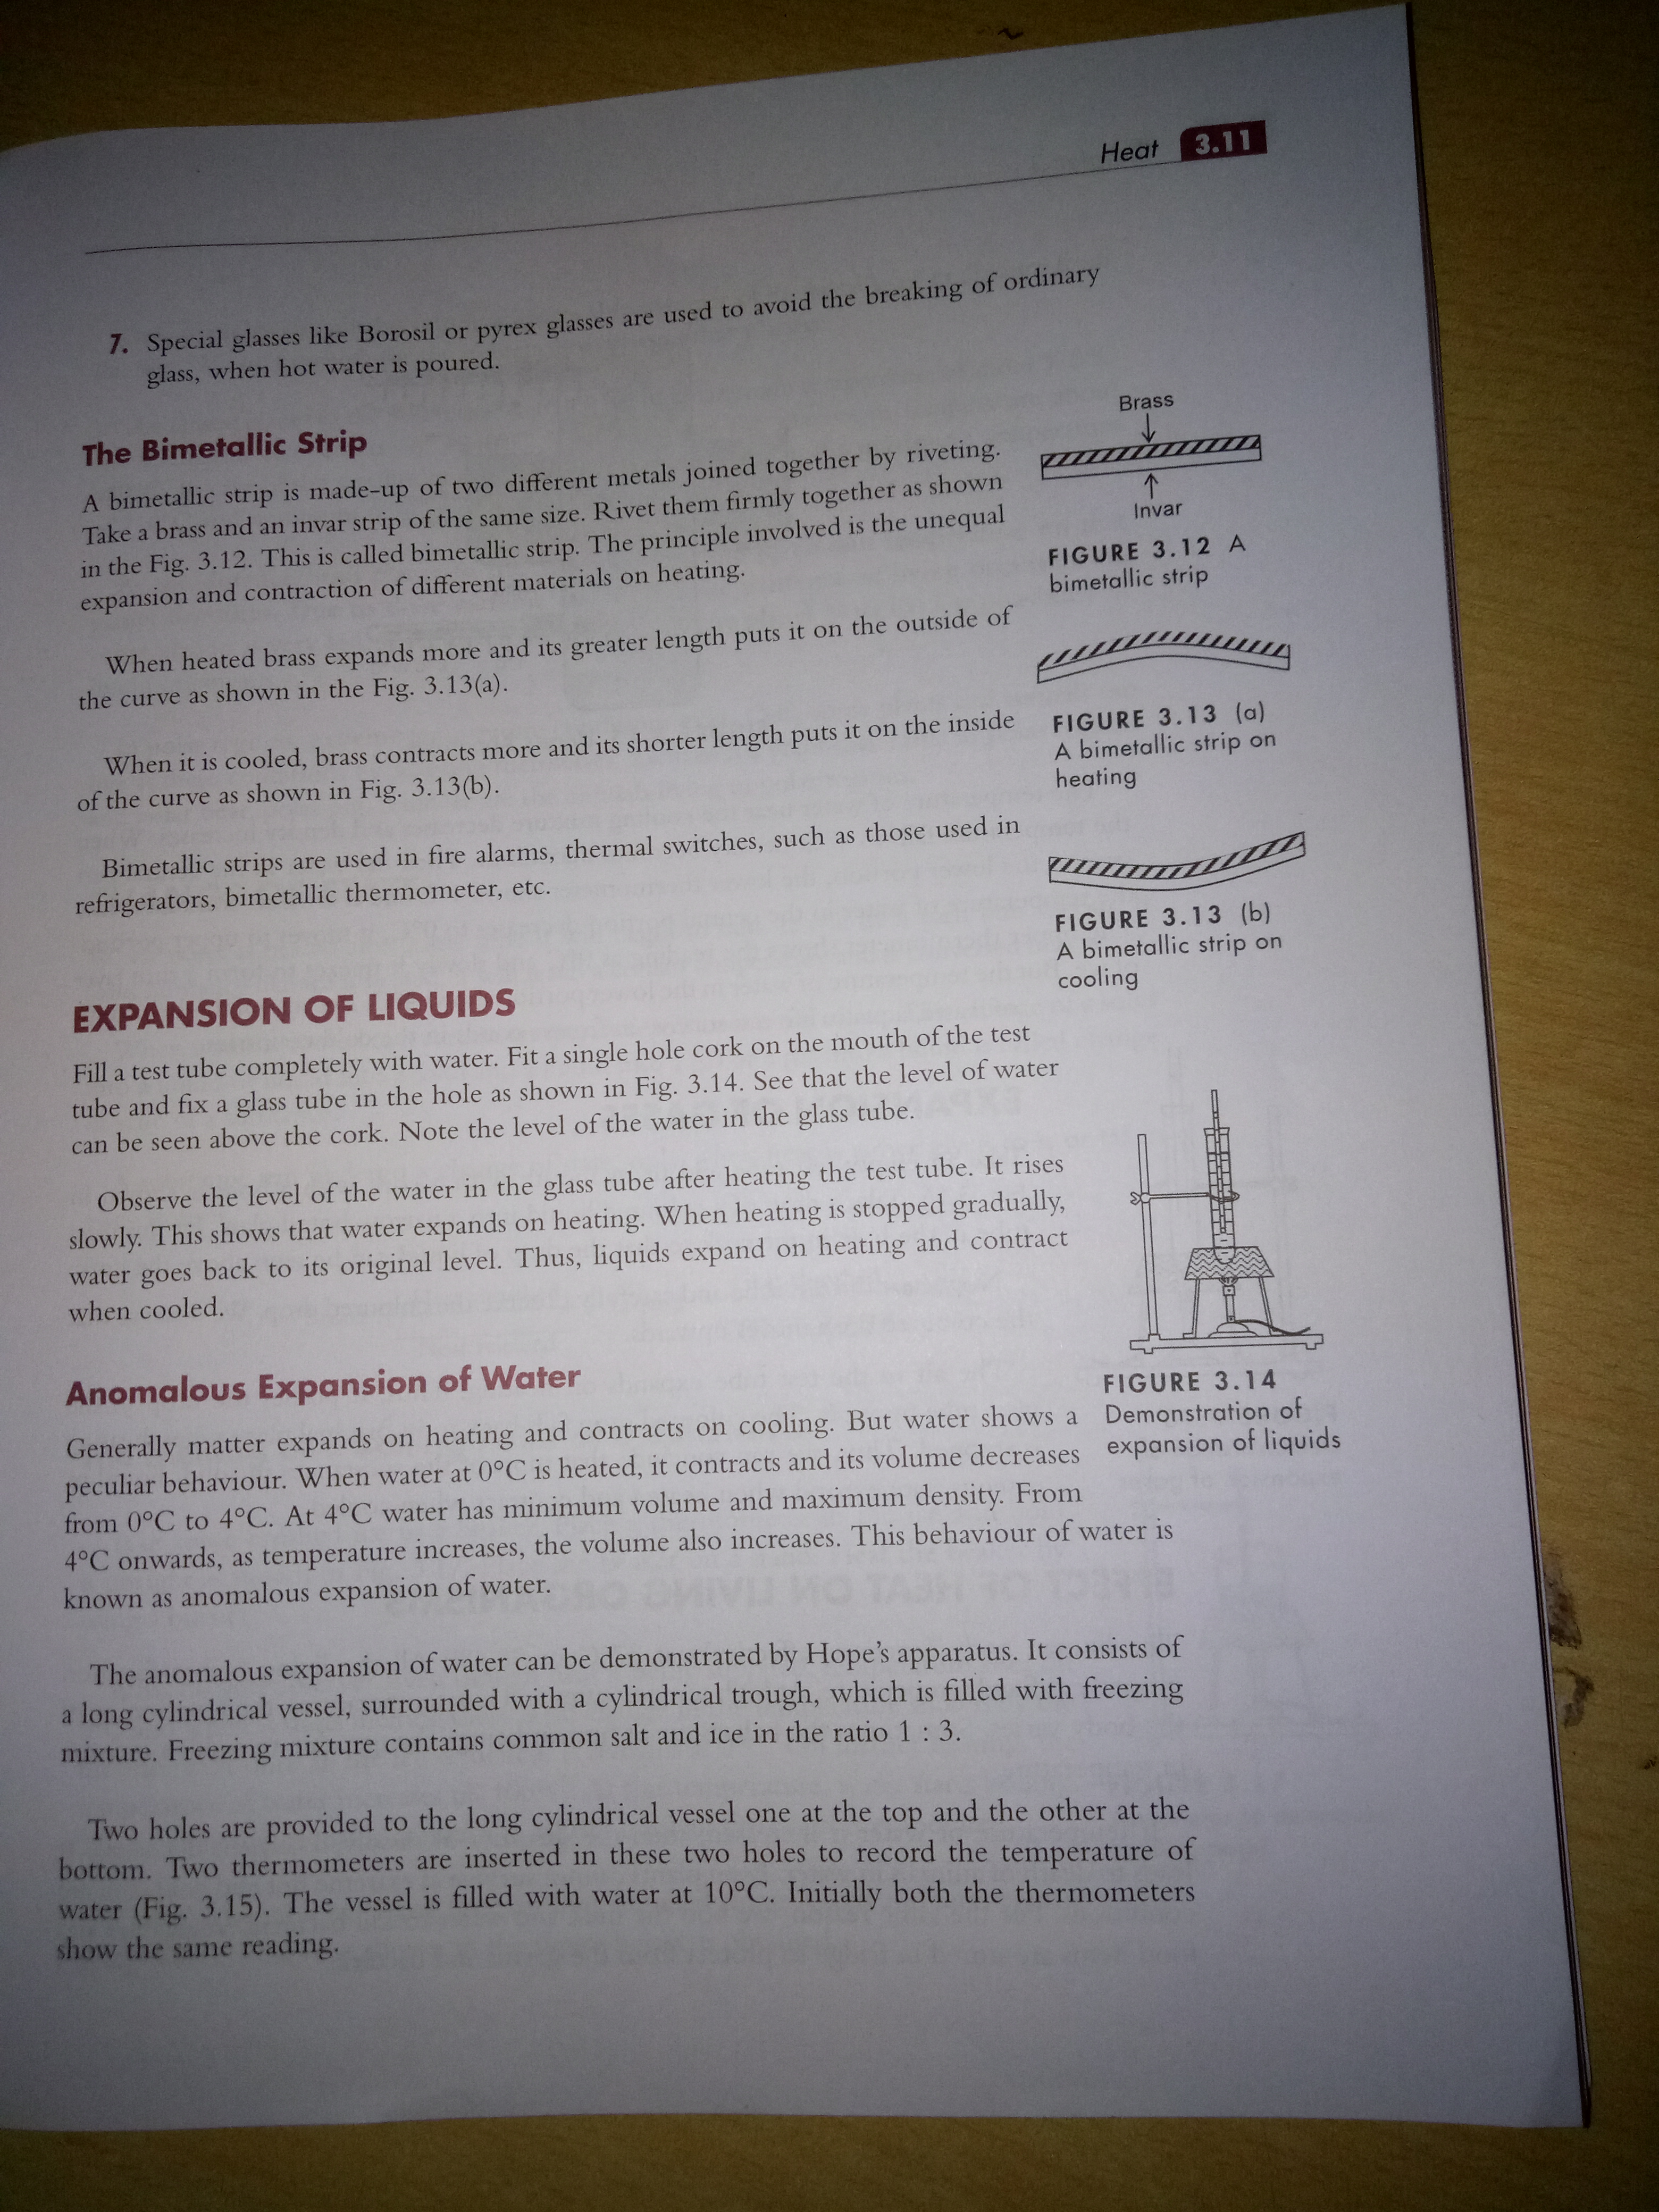 Heat 3.11
7. Special glasses like Borosil or pyrex glasses are used to avoid the breaking of ordinary
glass, when hot water is poured.
The Bimetallic Strip
A bimetallic strip is made-up of two different metals joined together by riveting.
Take a brass and an invar strip of the same size. Rivet them firmly together as shown
in the Fig. 3.12. This is called bimetallic strip. The principle involved is the unequal
expansion and contraction of different materials on heating.
When heated brass expands more and its greater length puts it on the outside of
the curve as shown in the Fig. 3.13(a).
When it is cooled, brass contracts more and its shorter length puts it on the inside
of the curve as shown in Fig. 3.13(b).
Bimetallic strips are used in fire alarms, thermal switches, such as those used in
refrigerators, bimetallic thermometer, etc.
Brass
Invar
FIGURE 3.12 A
bimetallic strip
FIGURE 3.13 (a)
A bimetallic strip on
heating
FIGURE 3.13 (b)
A bimetallic strip on
cooling
EXPANSION OF LIQUIDS
Fill a test tube completely with water. Fit a single hole cork on the mouth of the test
tube and fix a glass tube in the hole as shown in Fig. 3.14. See that the level of water
can be seen above the cork. Note the level of the water in the glass tube.
Observe the level of the water in the glass tube after heating the test tube. It rises
slowly. This shows that water expands on heating. When heating is stopped gradually,
water goes back to its original level. Thus, liquids expand on heating and contract
when cooled.
FIGURE 3.14
Demonstration of
expansion of liquids
Anomalous Expansion of Water
Generally matter expands on heating and contracts on cooling. But water shows a
peculiar behaviour. When water at 0°C is heated, it contracts and its volume decreases
from 0°C to 4°C. At 4°C water has minimum volume and maximum density. From
4°C onwards, as temperature increases, the volume also increases. This behaviour of water is
known as anomalous expansion of water.
The anomalous expansion of water can be demonstrated by Hope's apparatus. It consists of
a long cylindrical vessel, surrounded with a cylindrical trough, which is filled with freezing
mixture. Freezing mixture contains common salt and ice in the ratio 1 : 3.
Two holes are provided to the long cylindrical vessel one at the top and the other at the
bottom. Two thermometers are inserted in these two holes to record the temperature of
water (Fig. 3.15). The vessel is filled with water at 10°C. Initially both the thermometers
show the same reading.